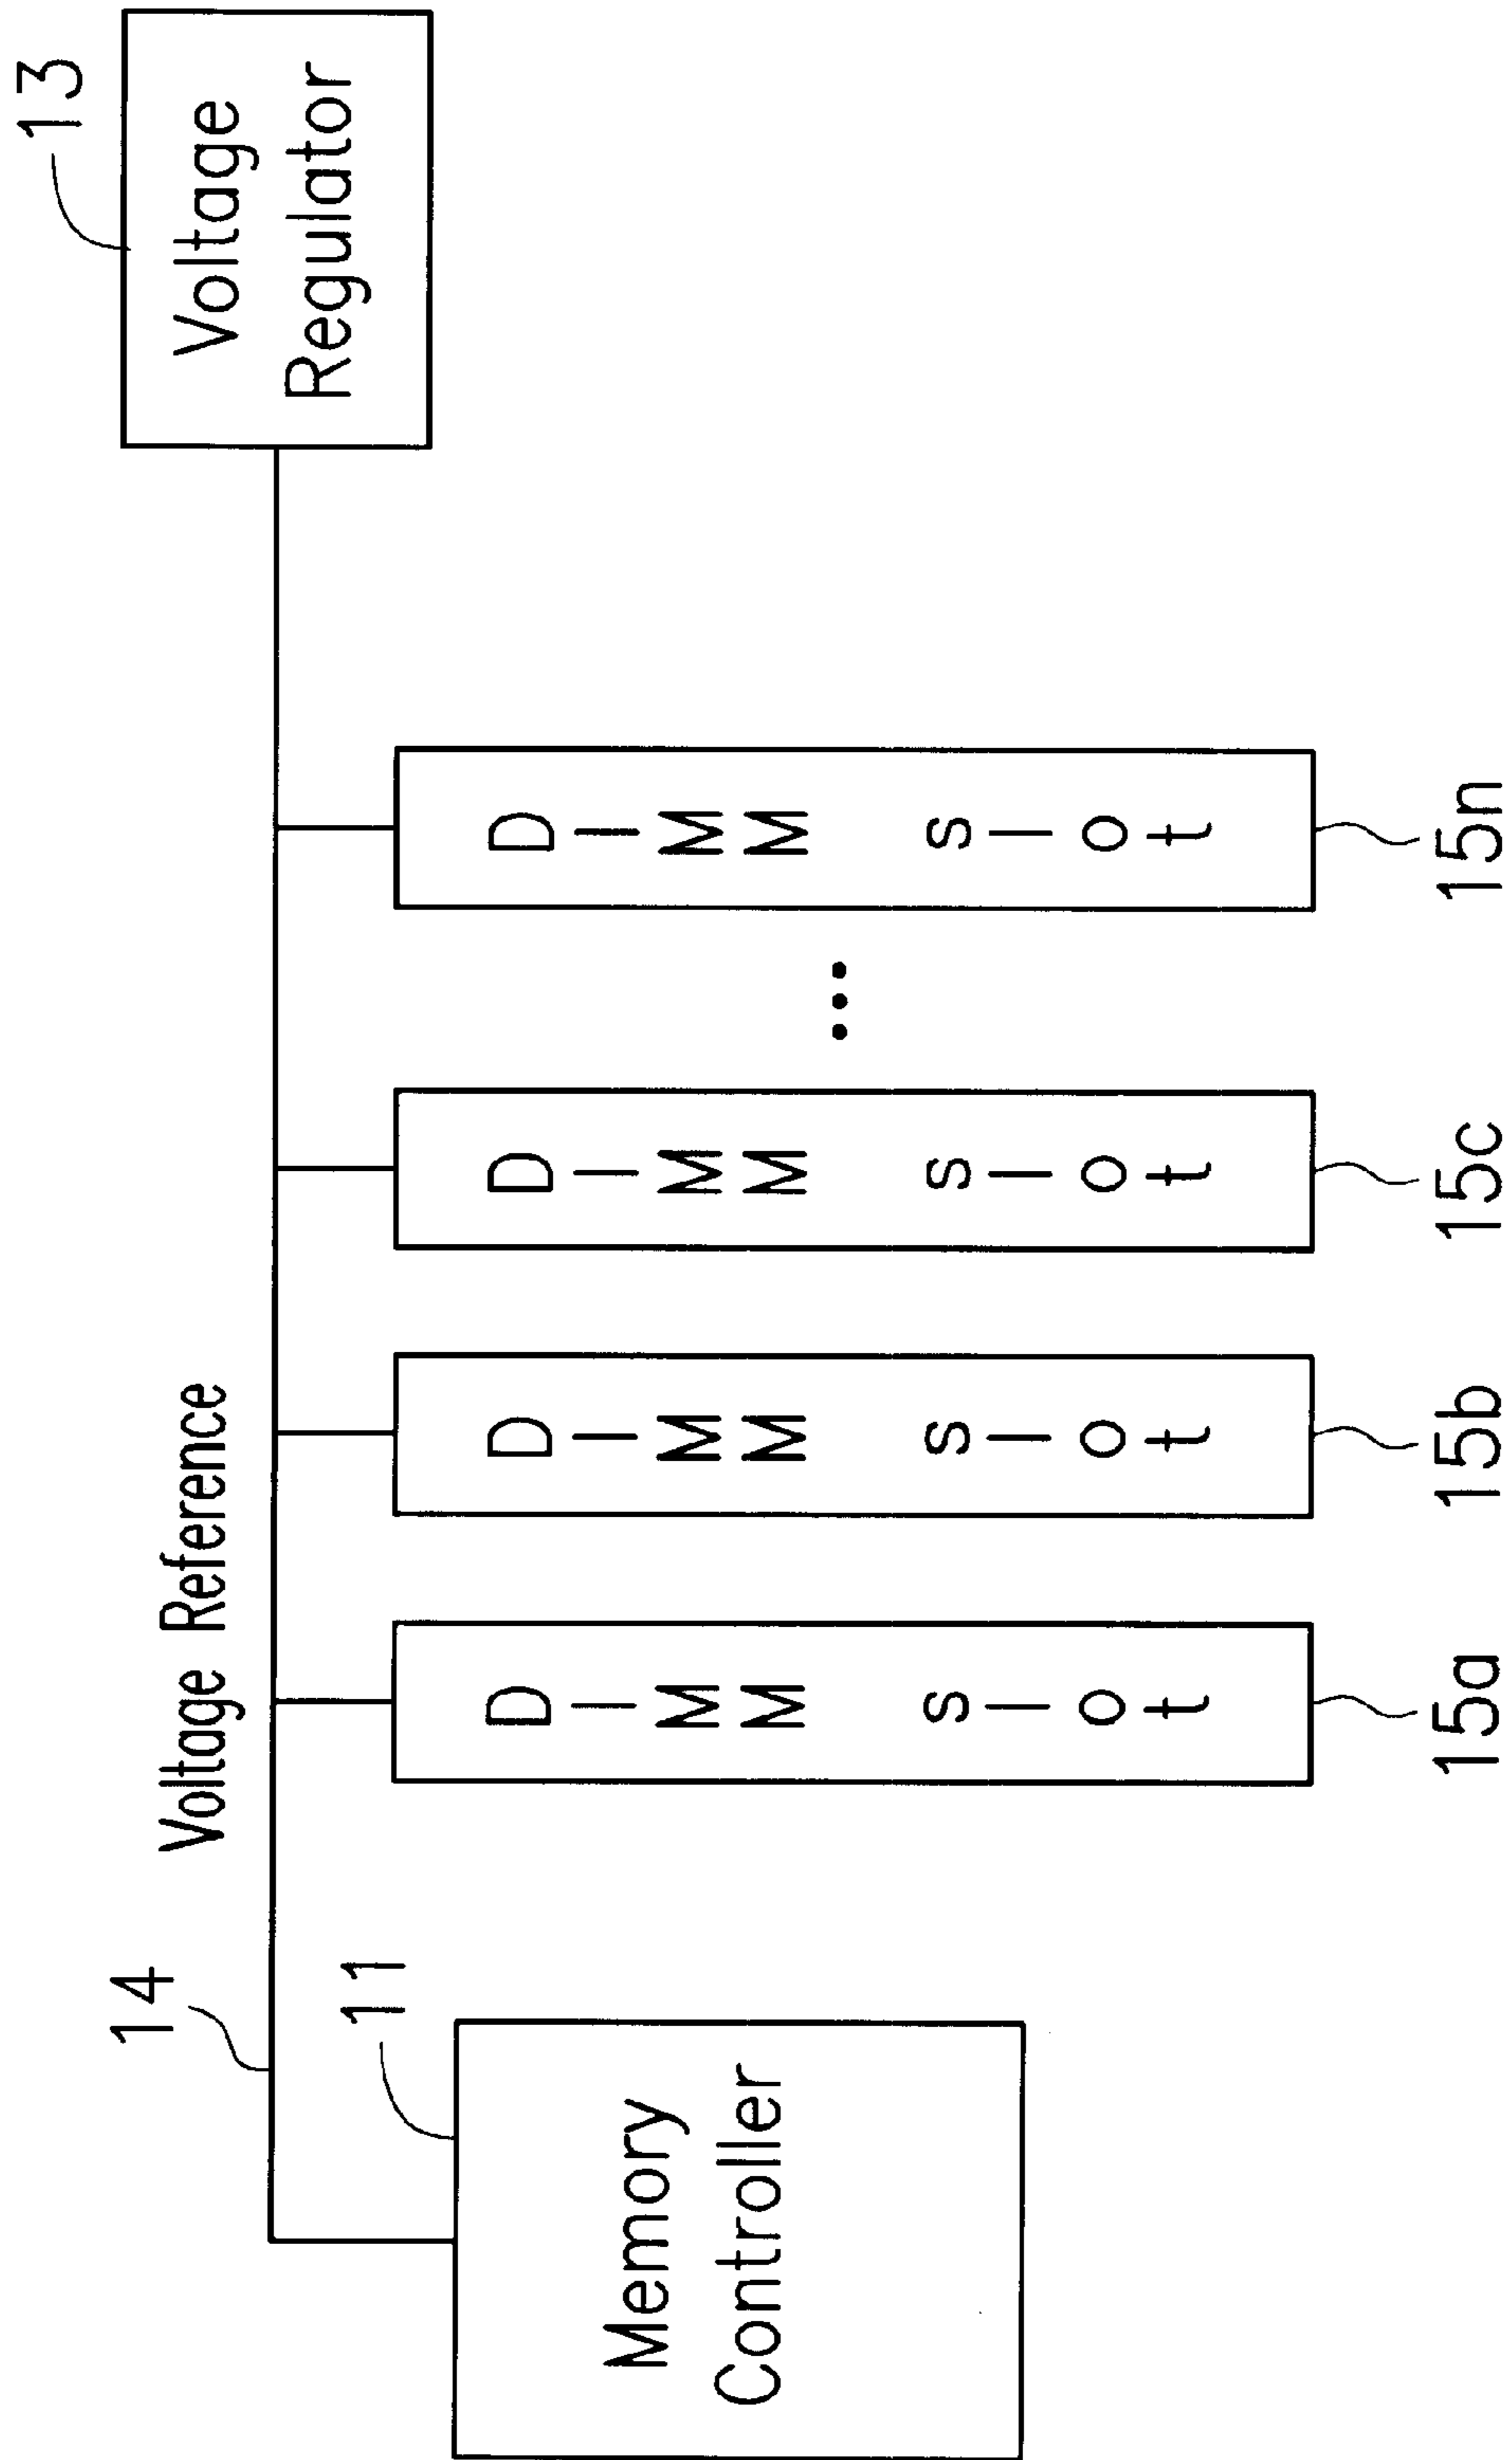 13
Voltage
Regulator
Voltage Reference
14
11
Memory
Controller
DIMM slot
DIMM slot
DIMM slot
...
DIMM slot
15a
15b
15c
15n